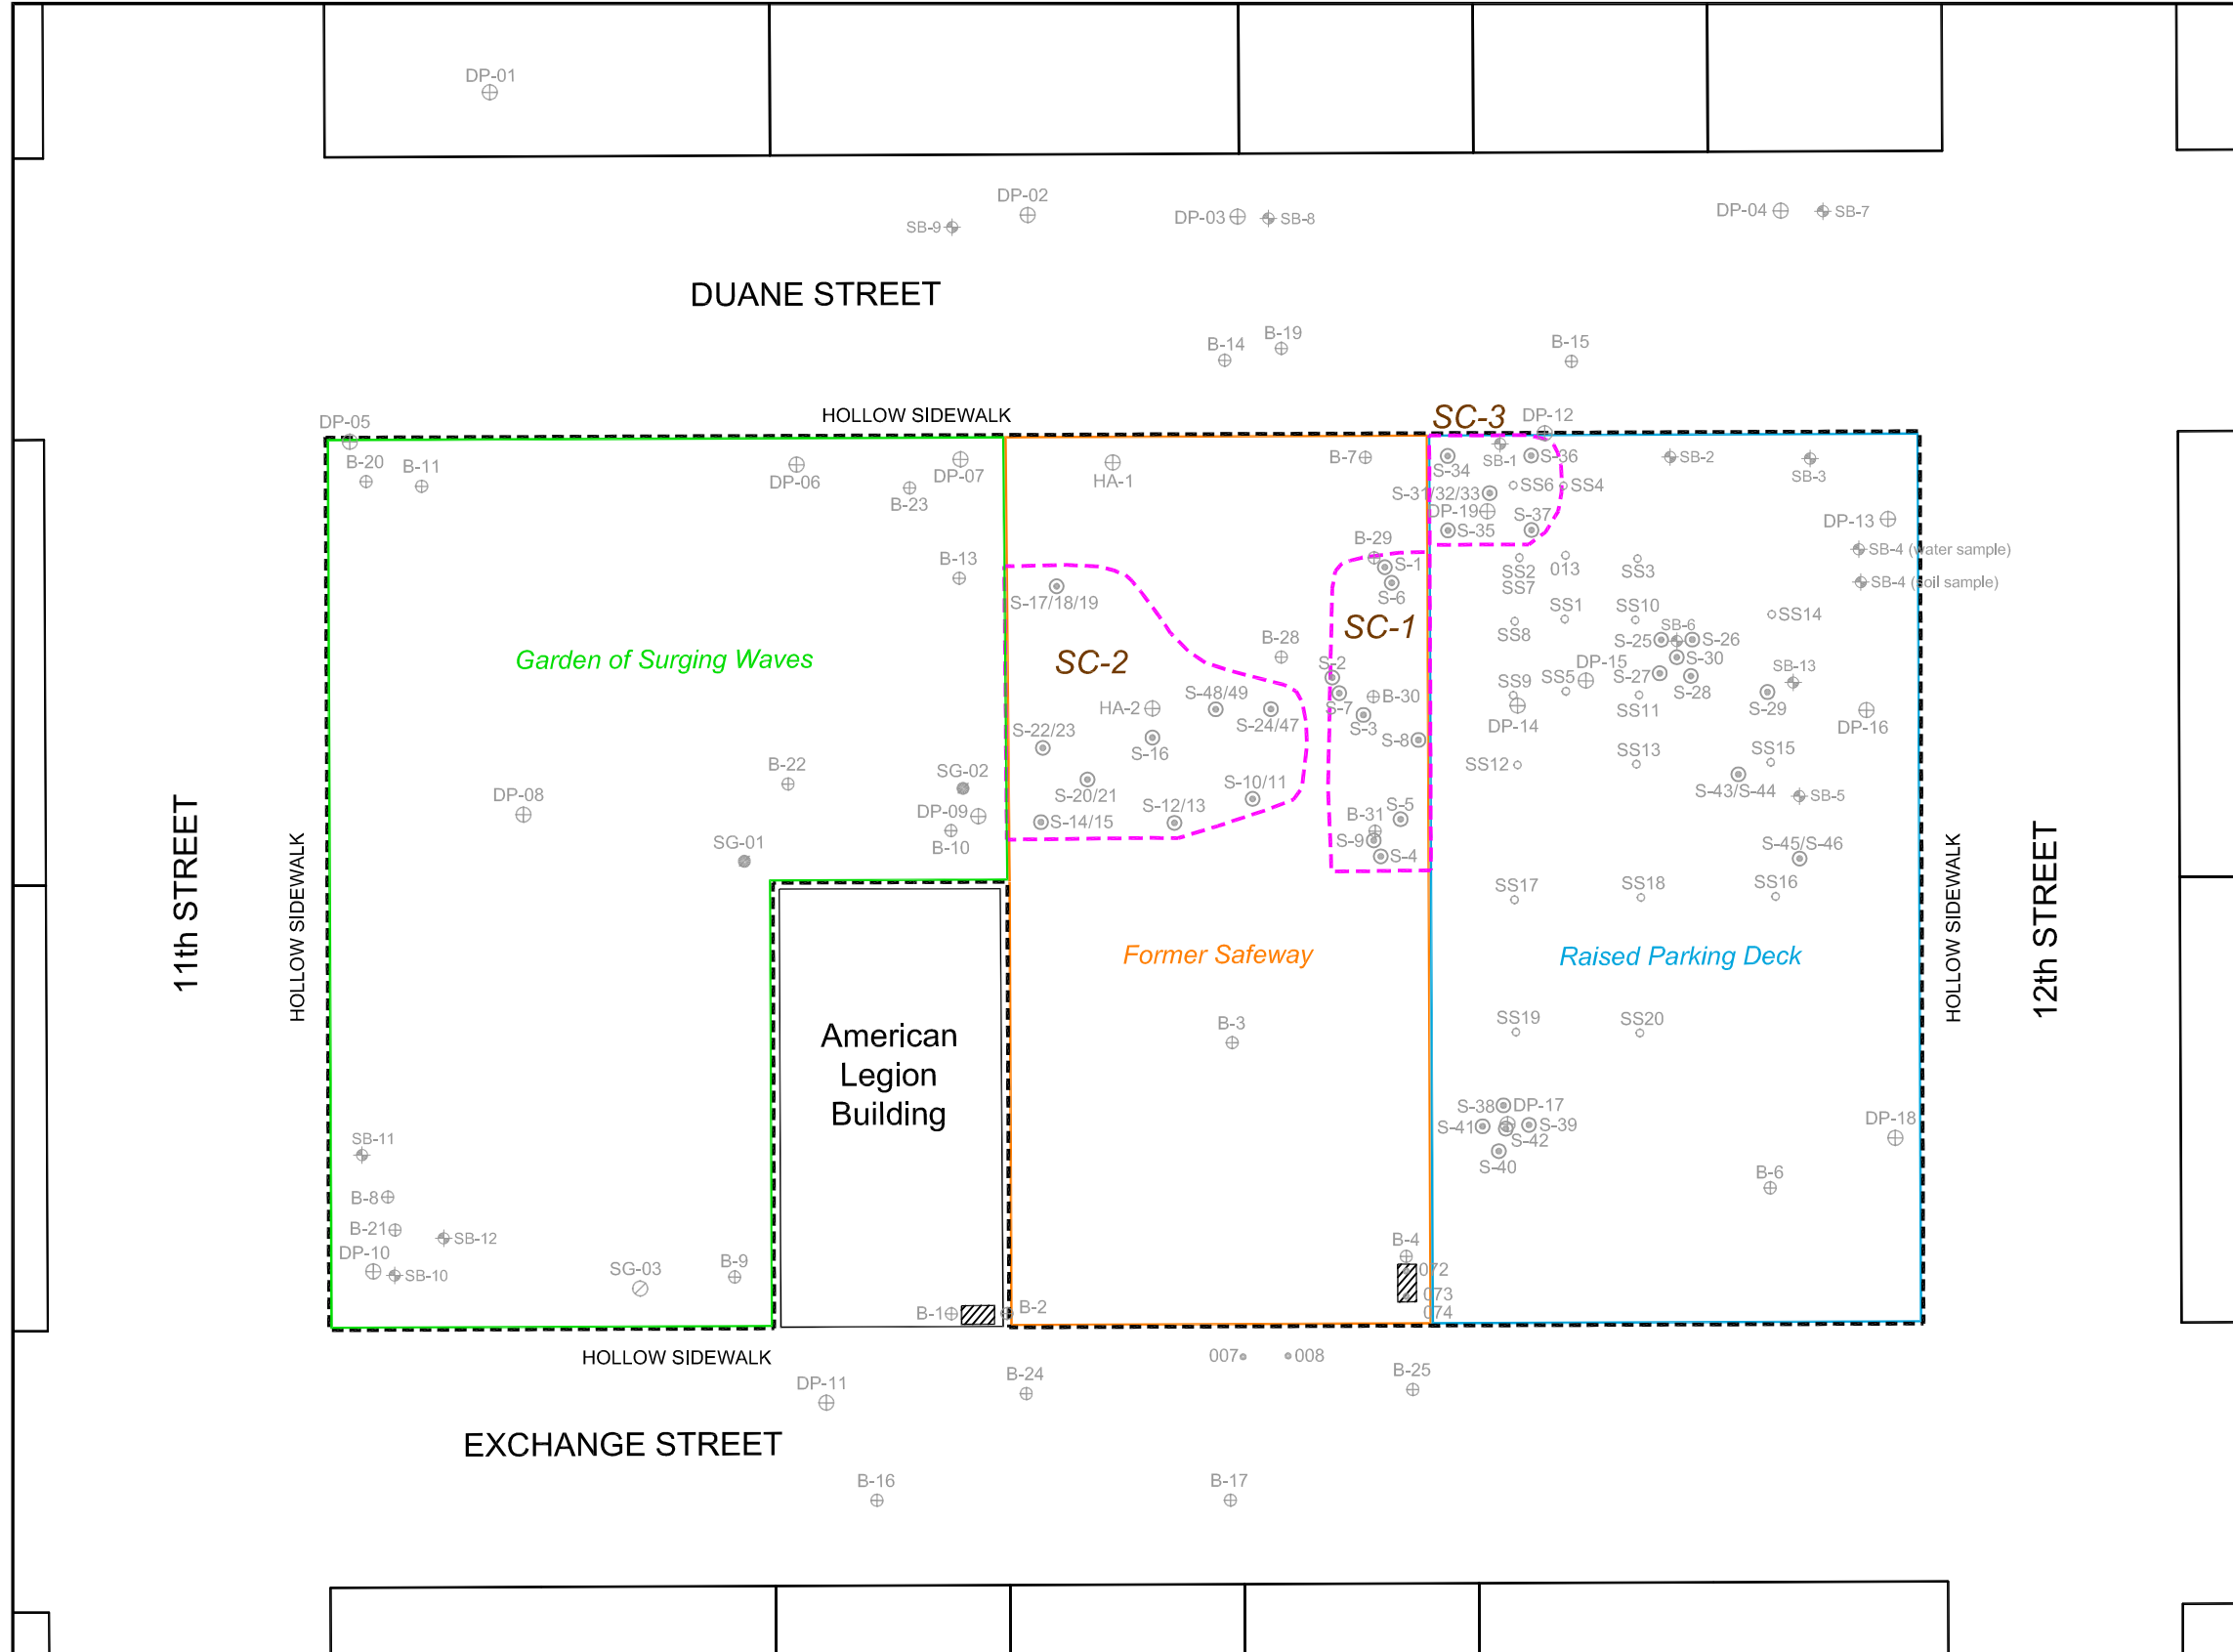 DP-01
DP-02
SB-9
DP-03
SB-8
DP-04
SB-7
DUANE STREET
B-14
B-19
B-15
HOLLOW SIDEWALK
SC-3
DP-12
DP-05
B-20
B-11
DP-06
B-23
DP-07
HA-1
B-7
S-34
SB-1
S-36
SB-2
SB-3
S-31/32/33
SS6
SS4
DP-19
S-35
S-37
DP-13
B-13
B-29
S-1
S-6
SS2
SS7
013
SS3
SB-4 (water sample)
SB-4 (soil sample)
S-17/18/19
SC-1
SS8
SS1
SS10
SB-6
S-25
S-26
SS14
Garden of Surging Waves
SC-2
B-28
S-2
S-7
B-30
S-3
S-8
S-30
S-27
S-28
DP-15
SS9
SS5
SS11
DP-14
SB-13
S-29
DP-16
HA-2
S-48/49
S-24/47
S-22/23
S-16
B-22
SG-02
DP-08
DP-09
B-10
SG-01
S-20/21
S-14/15
S-12/13
S-10/11
B-31
S-5
S-9
S-4
SS12
SS13
SS15
S-43/S-44
SB-5
S-45/S-46
SS17
SS18
SS16
11th STREET
HOLLOW SIDEWALK
HOLLOW SIDEWALK
12th STREET
Former Safeway
Raised Parking Deck
American
Legion
Building
B-3
SS19
SS20
S-38
DP-17
S-41
S-39
S-42
S-40
DP-18
B-6
SB-11
B-8
B-21
SB-12
DP-10
SB-10
SG-03
B-9
B-1
B-2
B-4
072
073
074
HOLLOW SIDEWALK
007
008
DP-11
B-24
B-25
EXCHANGE STREET
B-16
B-17